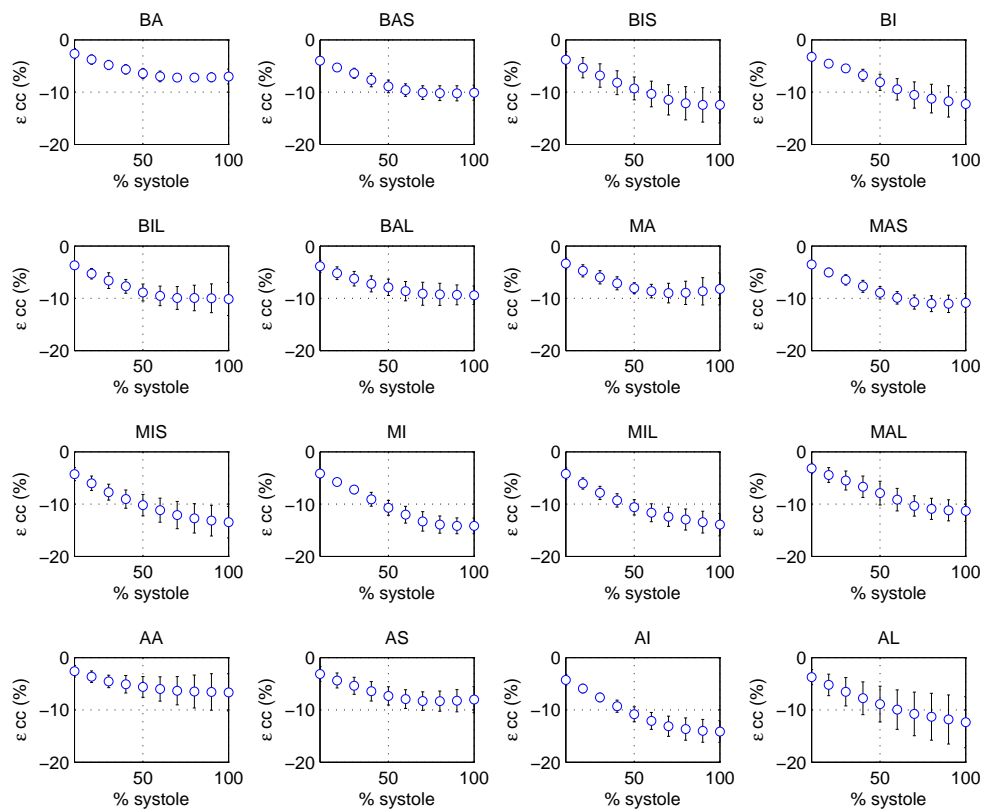 BA BAS BIS BI
0 0 0 0
ε cc (%) ε cc (%) ε cc (%) ε cc (%)
−10 −10 −10 −10
−20 −20 −20 −20
50 100 50 100 50 100 50 100
% systole % systole % systole % systole
BIL BAL MA MAS
0 0 0 0
ε cc (%) ε cc (%) ε cc (%) ε cc (%)
−10 −10 −10 −10
−20 −20 −20 −20
50 100 50 100 50 100 50 100
% systole % systole % systole % systole
MIS MI MIL MAL
0 0 0 0
ε cc (%) ε cc (%) ε cc (%) ε cc (%)
−10 −10 −10 −10
−20 −20 −20 −20
50 100 50 100 50 100 50 100
% systole % systole % systole % systole
AA AS AI AL
0 0 0 0
ε cc (%) ε cc (%) ε cc (%) ε cc (%)
−10 −10 −10 −10
−20 −20 −20 −20
50 100 50 100 50 100 50 100
% systole % systole % systole % systole